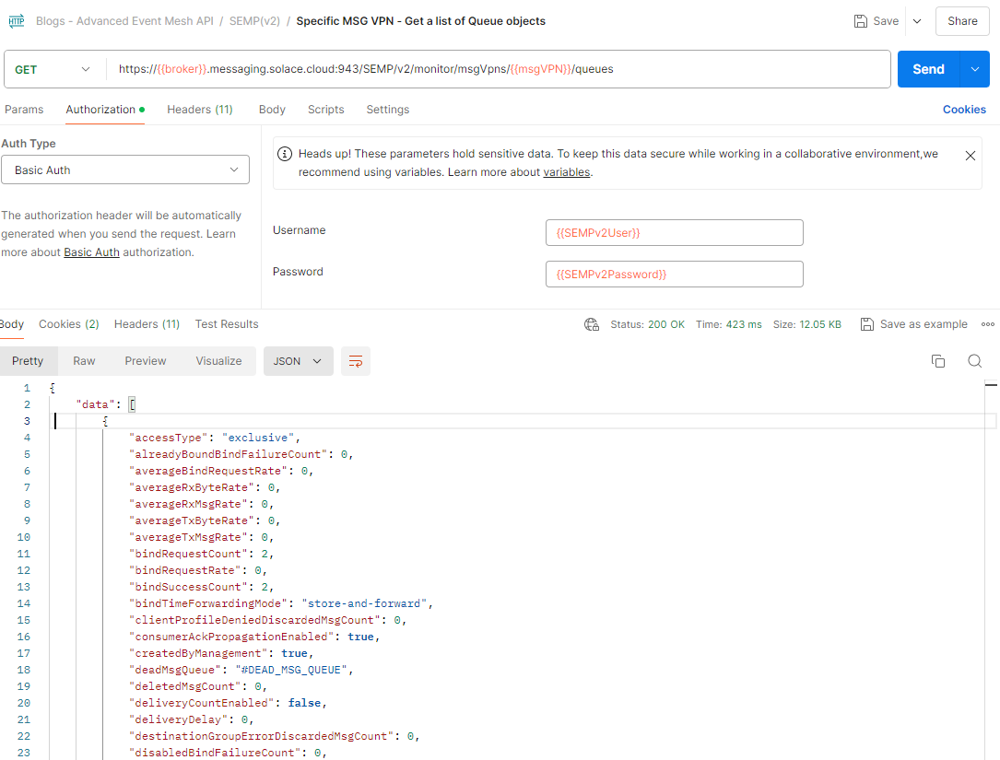 HTTP Blogs - Advanced Event Mesh API / SEMP(v2) / Specific MSG VPN - Get a list of Queue objects Save Share
GET https://{{broker}}.messaging.solace.cloud:943/SEMP/v2/monitor/msgVpns/{{msgVPN}}/queues Send
Params Authorization Headers (11) Body Scripts Settings Cookies
Auth Type
Basic Auth
The authorization header will be automatically
generated when you send the request. Learn
more about Basic Auth authorization.
Heads up! These parameters hold sensitive data. To keep this data secure while working in a collaborative environment,we
recommend using variables. Learn more about variables.
Username {{SEMPv2User}}
Password {{SEMPv2Password}}
Body Cookies (2) Headers (11) Test Results Status: 200 OK Time: 423 ms Size: 12.05 KB Save as example
Pretty Raw Preview Visualize JSON
1 {
2 "data": [
3 {
4 "accessType": "exclusive",
5 "alreadyBoundBindFailureCount": 0,
6 "averageBindRequestRate": 0,
7 "averageRxByteRate": 0,
8 "averageRxMsgRate": 0,
9 "averageTxByteRate": 0,
10 "averageTxMsgRate": 0,
11 "bindRequestCount": 2,
12 "bindRequestRate": 0,
13 "bindSuccessCount": 2,
14 "bindTimeForwardingMode": "store-and-forward",
15 "clientProfileDeniedDiscardedMsgCount": 0,
16 "consumerAckPropagationEnabled": true,
17 "createdByManagement": true,
18 "deadMsgQueue": "#DEAD_MSG_QUEUE",
19 "deletedMsgCount": 0,
20 "deliveryCountEnabled": false,
21 "deliveryDelay": 0,
22 "destinationGroupErrorDiscardedMsgCount": 0,
23 "disabledBindFailureCount": 0,